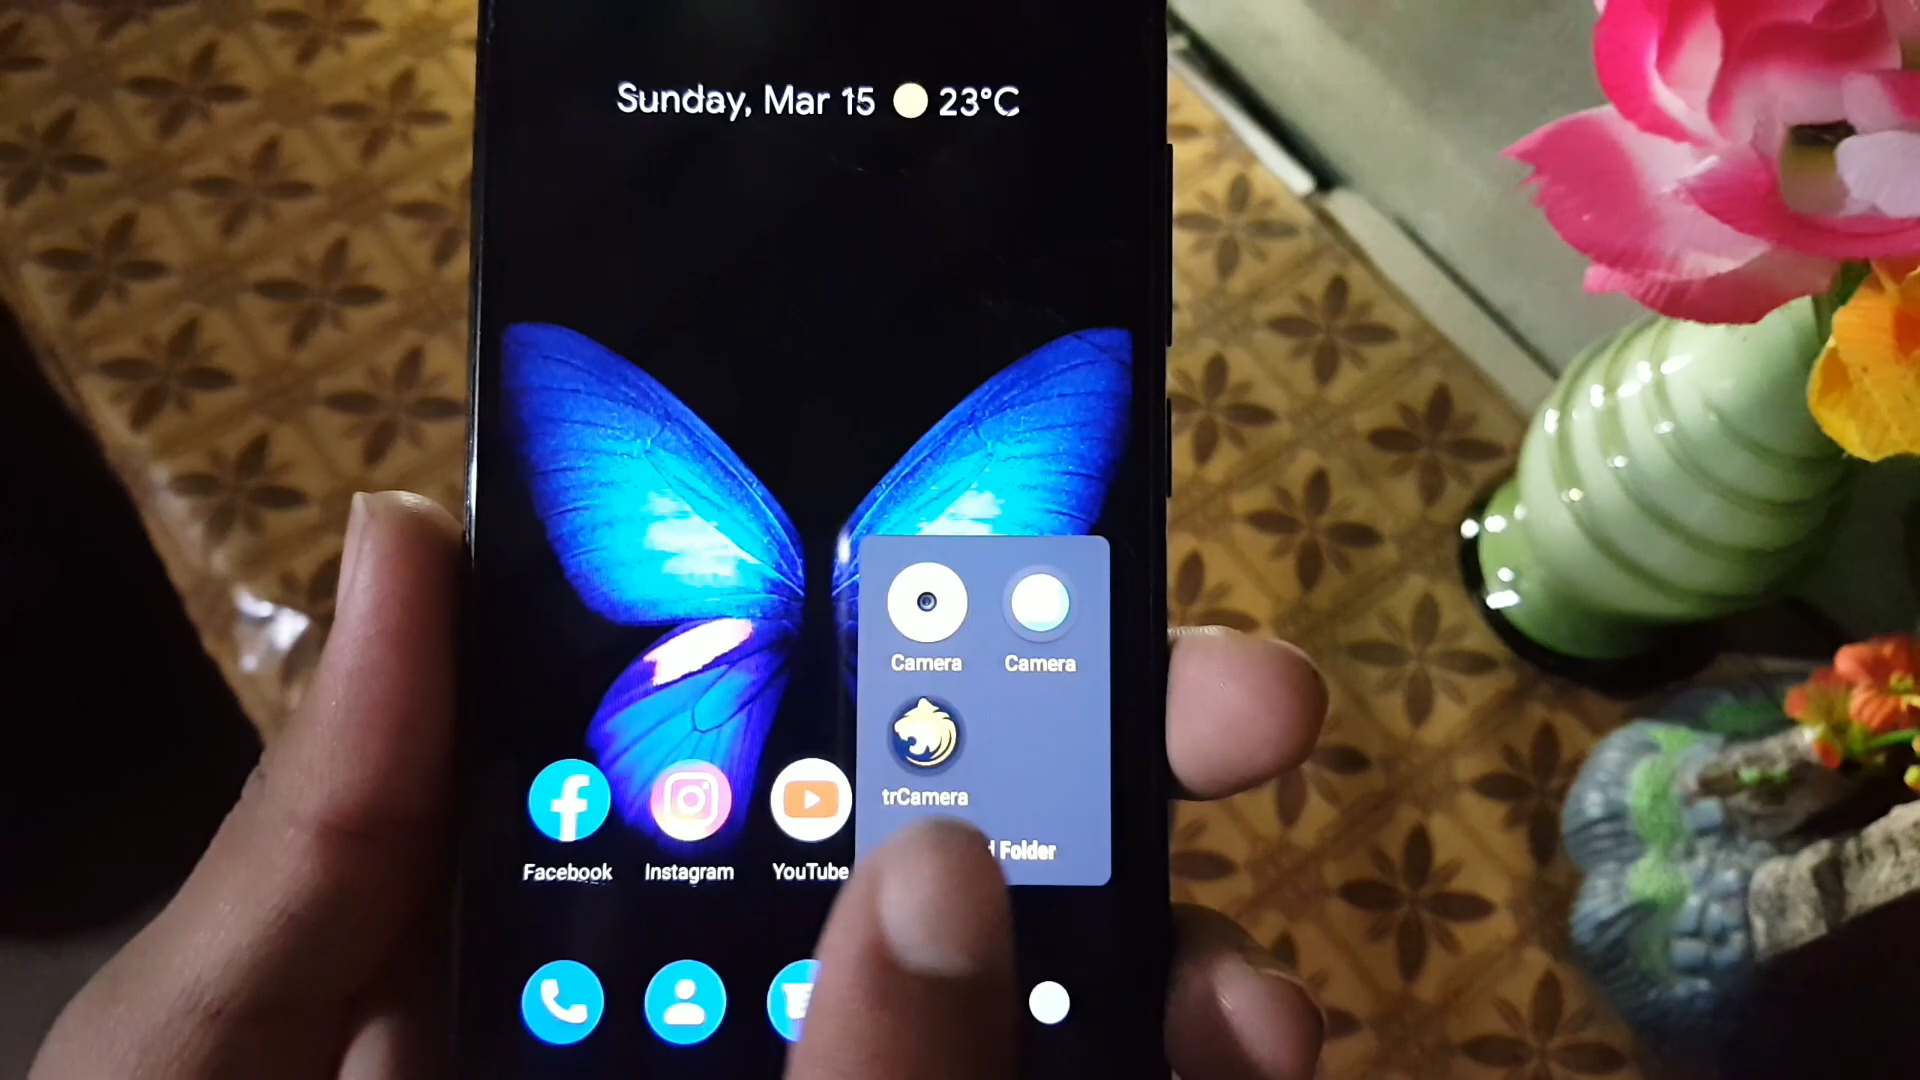 Sunday, Mar 15 23°C
Camera Camera
trCamera
Folder
Facebook Instagram YouTube